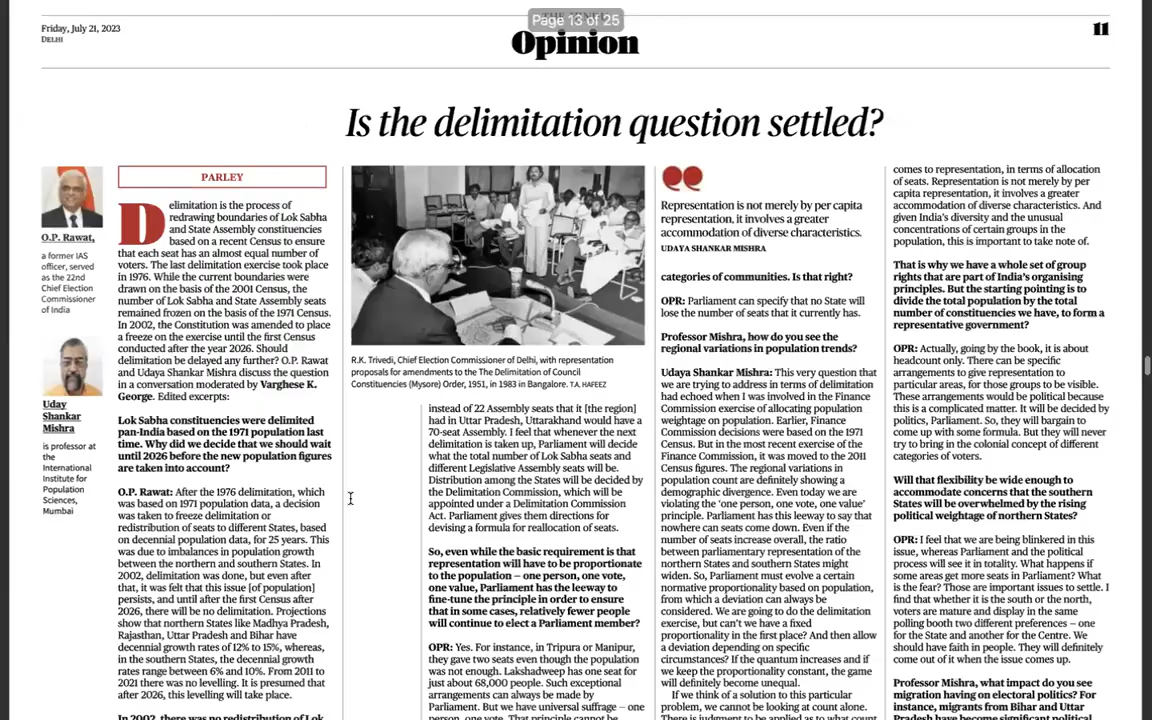 Page 13 of 25
Friday, July 21, 2023
DELHI
Opinion
11
Is the delimitation question settled?
O.P. Rawat,
a former IAS
officer, served
as the 22nd
Chief Election
Commissioner
of India
Uday
Shankar
Mishra
is professor at
the
International
Institute for
Population
Sciences,
Mumbai
PARLEY
Delimitation is the process of
redrawing boundaries of Lok Sabha
and State Assembly constituencies
based on a recent Census to ensure
that each seat has an almost equal number of
voters. The last delimitation exercise took place
in 1976. While the current boundaries were
drawn on the basis of the 2001 Census, the
number of Lok Sabha and State Assembly seats
remained frozen on the basis of the 1971 Census.
In 2002, the Constitution was amended to place
a freeze on the exercise until the first Census
conducted after the year 2026. Should
delimitation be delayed any further? O.P. Rawat
and Udaya Shankar Mishra discuss the question
in a conversation moderated by Varghese K.
George. Edited excerpts:
Lok Sabha constituencies were delimited
pan-India based on the 1971 population last
time. Why did we decide that we should wait
until 2026 before the new population figures
are taken into account?
O.P. Rawat: After the 1976 delimitation, which
was based on 1971 population data, a decision
was taken to freeze delimitation or
redistribution of seats to different States, based
on decennial population data, for 25 years. This
was due to imbalances in population growth
between the northern and southern States. In
2002, delimitation was done, but even after
that, it was felt that this issue [of population]
persists, and until after the first Census after
2026, there will be no delimitation. Projections
show that northern States like Madhya Pradesh,
Rajasthan, Uttar Pradesh and Bihar have
decennial growth rates of 12% to 15%, whereas,
in the southern States, the decennial growth
rates range between 6% and 10%. From 2011 to
2021 there was no levelling. It is presumed that
after 2026, this levelling will take place.
In 2002, there was no redistribution of Lok
R.K. Trivedi, Chief Election Commissioner of Delhi, with representation
proposals for amendments to the The Delimitation of Council
Constituencies (Mysore) Order, 1951, in 1983 in Bangalore. T.A. HAFEEZ
instead of 22 Assembly seats that it [the region]
had in Uttar Pradesh, Uttarakhand would have a
70-seat Assembly. I feel that whenever the next
delimitation is taken up, Parliament will decide
what the total number of Lok Sabha seats and
different Legislative Assembly seats will be.
Distribution among the States will be decided by
the Delimitation Commission, which will be
appointed under a Delimitation Commission
Act. Parliament gives them directions for
devising a formula for reallocation of seats.
So, even while the basic requirement is that
representation will have to be proportionate
to the population — one person, one vote,
one value, Parliament has the leeway to
fine-tune the principle in order to ensure
that in some cases, relatively fewer people
will continue to elect a Parliament member?
OPR: Yes. For instance, in Tripura or Manipur,
they gave two seats even though the population
was not enough. Lakshadweep has one seat for
just about 68,000 people. Such exceptional
arrangements can always be made by
Parliament. But we have universal suffrage — one
person, one vote. That principle cannot be
Representation is not merely by per capita
representation, it involves a greater
accommodation of diverse characteristics.
UDAYA SHANKAR MISHRA
categories of communities. Is that right?
OPR: Parliament can specify that no State will
lose the number of seats that it currently has.
Professor Mishra, how do you see the
regional variations in population trends?
Udaya Shankar Mishra: This very question that
we are trying to address in terms of delimitation
had echoed when I was involved in the Finance
Commission exercise of allocating population
weightage on population. Earlier, Finance
Commission decisions were based on the 1971
Census. But in the most recent exercise of the
Finance Commission, it was moved to the 2011
Census figures. The regional variations in
population count are definitely showing a
demographic divergence. Even today we are
violating the ‘one person, one vote, one value’
principle. Parliament has this leeway to say that
nowhere can seats come down. Even if the
number of seats increase overall, the ratio
between parliamentary representation of the
northern States and southern States might
widen. So, Parliament must evolve a certain
normative proportionality based on population,
from which a deviation can always be
considered. We are going to do the delimitation
exercise, but can’t we have a fixed
proportionality in the first place? And then allow
a deviation depending on specific
circumstances? If the quantum increases and if
we keep the proportionality constant, the game
will definitely become unequal.
If we think of a solution to this particular
problem, we cannot be looking at count alone.
There is judgment to be applied as to what count
comes to representation, in terms of allocation
of seats. Representation is not merely by per
capita representation, it involves a greater
accommodation of diverse characteristics. And
given India’s diversity and the unusual
concentrations of certain groups in the
population, this is important to take note of.
That is why we have a whole set of group
rights that are part of India’s organising
principles. But the starting pointing is to
divide the total population by the total
number of constituencies we have, to form a
representative government?
OPR: Actually, going by the book, it is about
headcount only. There can be specific
arrangements to give representation to
particular areas, for those groups to be visible.
These arrangements would be political because
this is a complicated matter. It will be decided by
politics, Parliament. So, they will bargain to
come up with some formula. But they will never
try to bring in the colonial concept of different
categories of voters.
Will that flexibility be wide enough to
accommodate concerns that the southern
States will be overwhelmed by the rising
political weightage of northern States?
OPR: I feel that we are being blinkered in this
issue, whereas Parliament and the political
process will see it in totality. What happens if
some areas get more seats in Parliament? What
is the fear? Those are important issues to settle. I
find that whether it is the south or the north,
voters are mature and display in the same
polling booth two different preferences — one
for the State and another for the Centre. We
should have faith in people. They will definitely
come out of it when the issue comes up.
Professor Mishra, what impact do you see
migration having on electoral politics? For
instance, migrants from Bihar and Uttar
Pradesh have become significant political